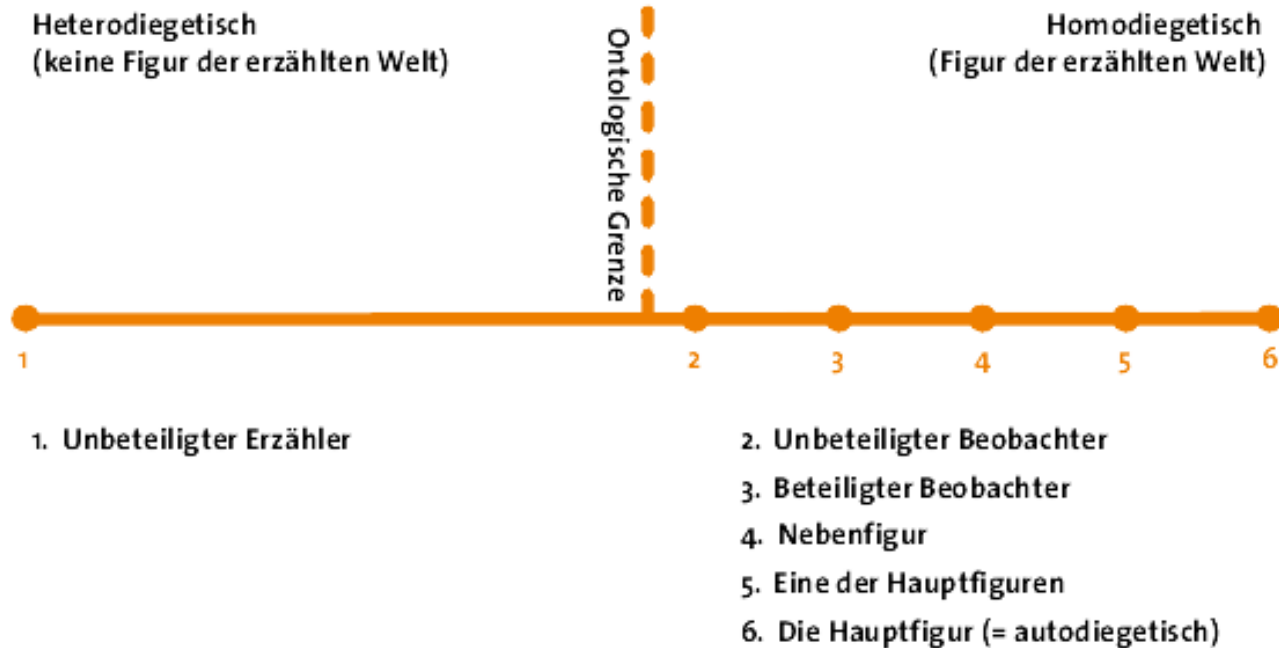 Heterodiegetisch
(keine Figur der erzählten Welt)
Ontologische Grenze
Homodiegetisch
(Figur der erzählten Welt)
1
2
3
4
5
6
1. Unbeteiligter Erzähler
2. Unbeteiligter Beobachter
3. Beteiligter Beobachter
4. Nebenfigur
5. Eine der Hauptfiguren
6. Die Hauptfigur (= autodiegetisch)